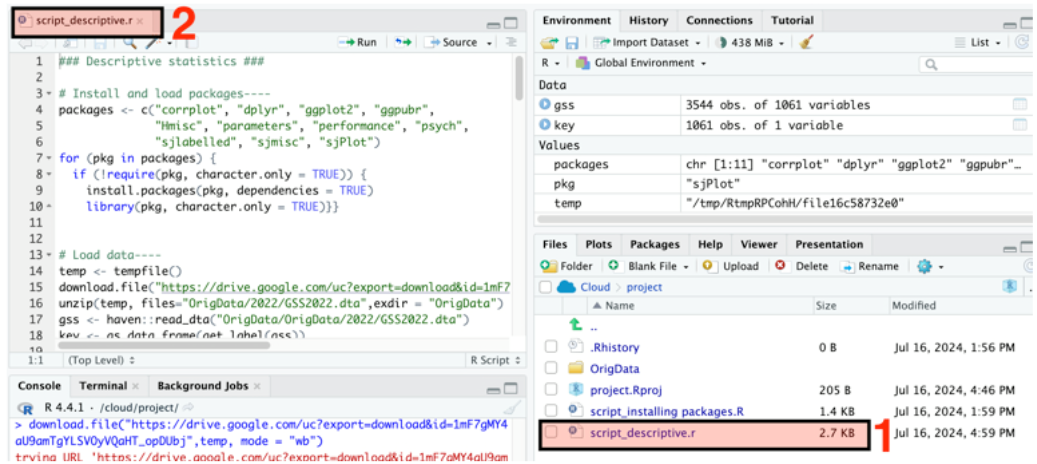 script_descriptive.r ×
2
Run
Source
1 ### Descriptive statistics ###
2
3 # Install and load packages----
4 packages <- c("corrplot", "dplyr", "ggplot2", "ggpubr",
5 "Hmisc", "parameters", "performance", "psych",
6 "sjlabelled", "sjmisc", "sjPlot")
7 for (pkg in packages) {
8 if (!require(pkg, character.only = TRUE)) {
9 install.packages(pkg, dependencies = TRUE)
10 library(pkg, character.only = TRUE)}}
11
12
13 # Load data----
14 temp <- tempfile()
15 download.file("https://drive.google.com/uc?export=download&id=1mF7
16 unzip(temp, files="OrigData/2022/GSS2022.dta",exdir = "OrigData")
17 gss <- haven::read_dta("OrigData/OrigData/2022/GSS2022.dta")
18 key <- as.data.frame(get_label(gss))
19
1:1 (Top Level) R Script
Console Terminal × Background Jobs ×
R 4.4.1 · /cloud/project/
> download.file("https://drive.google.com/uc?export=download&id=1mF7gMY4
aU9amTgYLSVOyVQaHT_opDUbj",temp, mode = "wb")
trying URL 'https://drive.google.com/uc?export=download&id=1mF7gMY4aU9am
Environment History Connections Tutorial
Import Dataset 438 MiB List
R Global Environment
Data
gss 3544 obs. of 1061 variables
key 1061 obs. of 1 variable
Values
packages chr [1:11] "corrplot" "dplyr" "ggplot2" "ggpubr"…
pkg "sjPlot"
temp "/tmp/RtmpRPCohH/file16c58732e0"
Files Plots Packages Help Viewer Presentation
Folder Blank File Upload Delete Rename
Cloud > project
Name Size Modified
..
.Rhistory 0 B Jul 16, 2024, 1:56 PM
OrigData
project.Rproj 205 B Jul 16, 2024, 4:46 PM
script_installing packages.R 1.4 KB Jul 16, 2024, 1:59 PM
script_descriptive.r 2.7 KB Jul 16, 2024, 4:59 PM
1